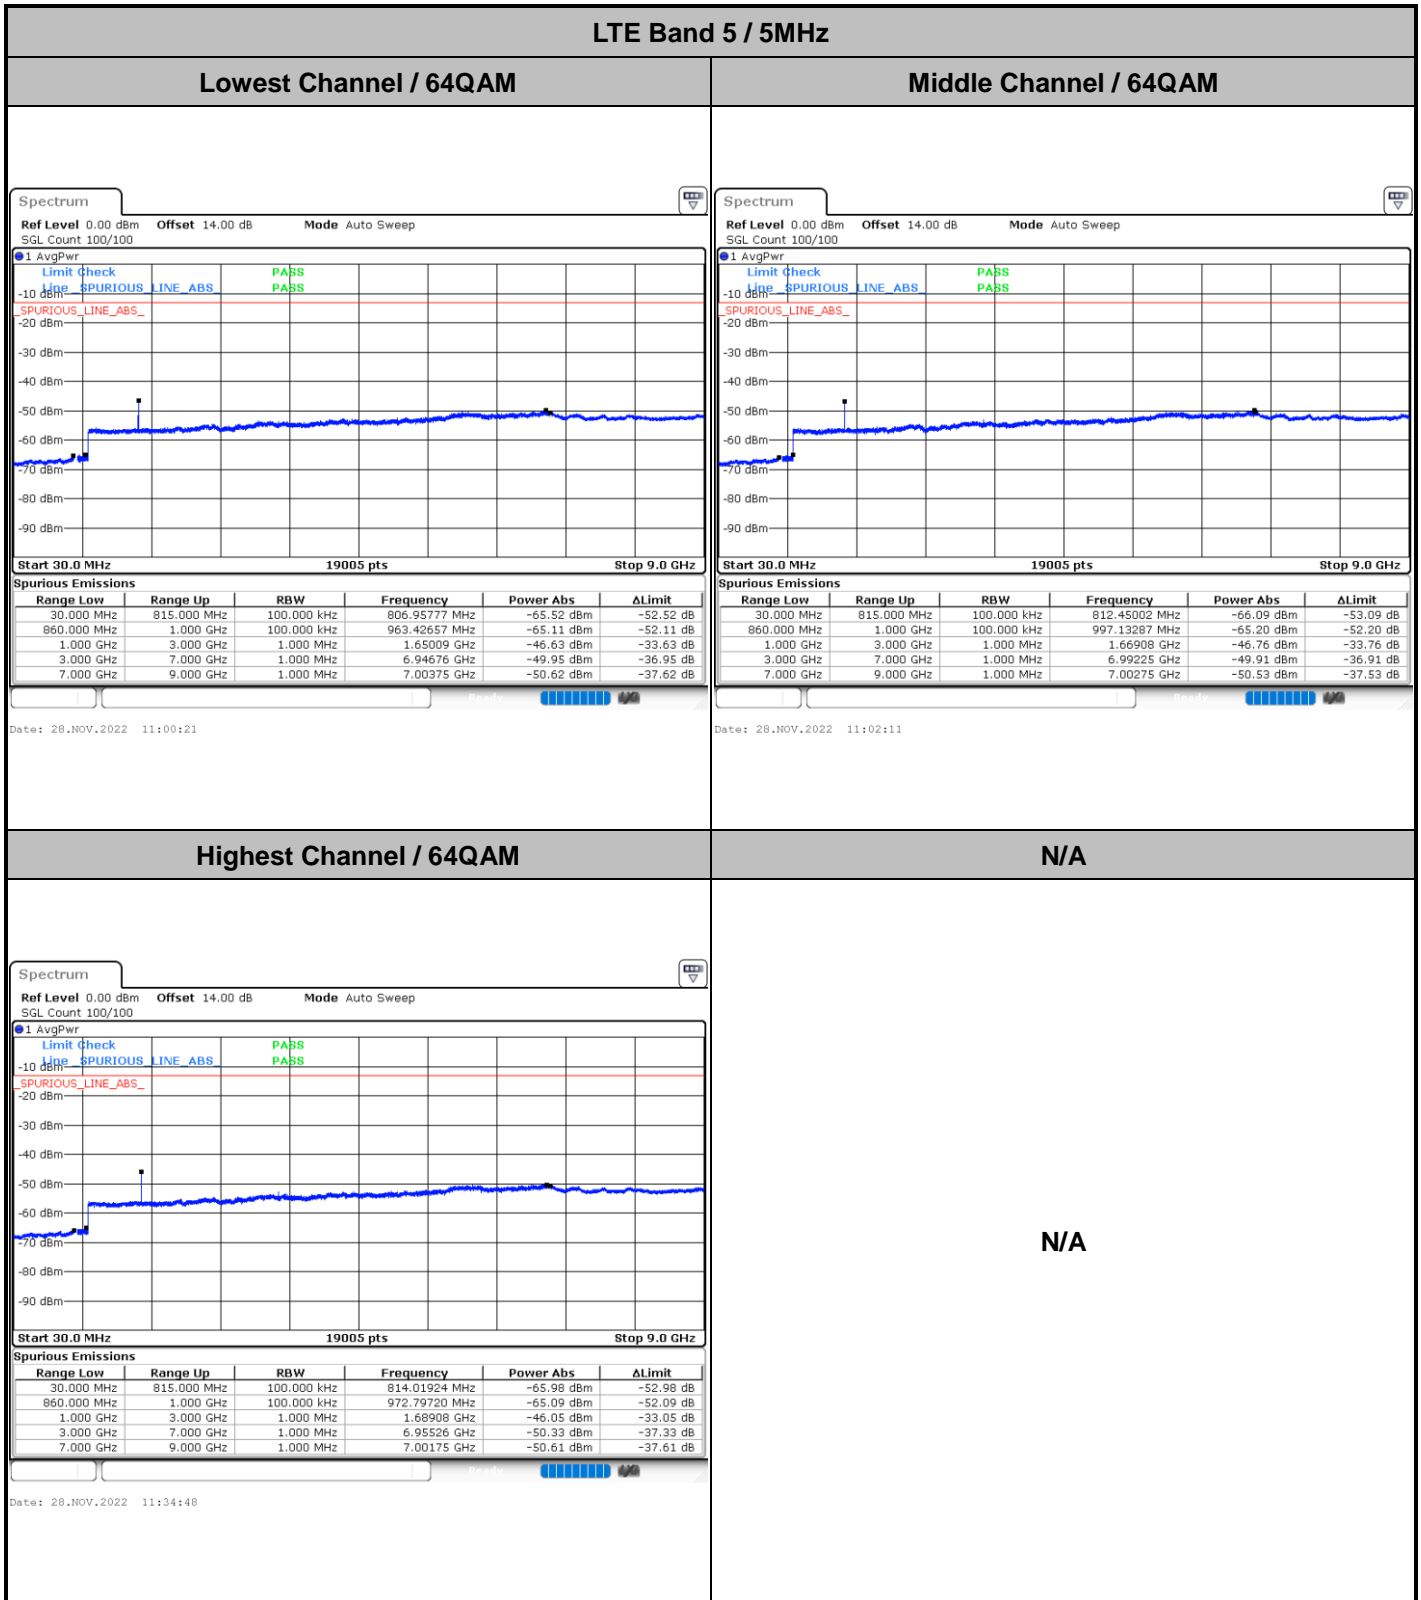 LTE Band 5 / 5MHz
Lowest Channel / 64QAM
Middle Channel / 64QAM
Spectrum
Ref Level 0.00 dBm Offset 14.00 dB Mode Auto Sweep
SGL Count 100/100
1 AvgPwr
Limit Check PASS
Line _SPURIOUS_LINE_ABS_ PASS
-10 dBm
_SPURIOUS_LINE_ABS_
-20 dBm
-30 dBm
-40 dBm
-50 dBm
-60 dBm
-70 dBm
-80 dBm
-90 dBm
Start 30.0 MHz 19005 pts Stop 9.0 GHz
Spurious Emissions
Range Low Range Up RBW Frequency Power Abs ΔLimit
30.000 MHz 815.000 MHz 100.000 kHz 806.95777 MHz -65.52 dBm -52.52 dB
860.000 MHz 1.000 GHz 100.000 kHz 963.42657 MHz -65.11 dBm -52.11 dB
1.000 GHz 3.000 GHz 1.000 MHz 1.65009 GHz -46.63 dBm -33.63 dB
3.000 GHz 7.000 GHz 1.000 MHz 6.94676 GHz -49.95 dBm -36.95 dB
7.000 GHz 9.000 GHz 1.000 MHz 7.00375 GHz -50.62 dBm -37.62 dB
Ready
Date: 28.NOV.2022 11:00:21
Spectrum
Ref Level 0.00 dBm Offset 14.00 dB Mode Auto Sweep
SGL Count 100/100
1 AvgPwr
Limit Check PASS
Line _SPURIOUS_LINE_ABS_ PASS
-10 dBm
_SPURIOUS_LINE_ABS_
-20 dBm
-30 dBm
-40 dBm
-50 dBm
-60 dBm
-70 dBm
-80 dBm
-90 dBm
Start 30.0 MHz 19005 pts Stop 9.0 GHz
Spurious Emissions
Range Low Range Up RBW Frequency Power Abs ΔLimit
30.000 MHz 815.000 MHz 100.000 kHz 812.45002 MHz -66.09 dBm -53.09 dB
860.000 MHz 1.000 GHz 100.000 kHz 997.13287 MHz -65.20 dBm -52.20 dB
1.000 GHz 3.000 GHz 1.000 MHz 1.66908 GHz -46.76 dBm -33.76 dB
3.000 GHz 7.000 GHz 1.000 MHz 6.99225 GHz -49.91 dBm -36.91 dB
7.000 GHz 9.000 GHz 1.000 MHz 7.00275 GHz -50.53 dBm -37.53 dB
Ready
Date: 28.NOV.2022 11:02:11
Highest Channel / 64QAM
N/A
Spectrum
Ref Level 0.00 dBm Offset 14.00 dB Mode Auto Sweep
SGL Count 100/100
1 AvgPwr
Limit Check PASS
Line _SPURIOUS_LINE_ABS_ PASS
-10 dBm
_SPURIOUS_LINE_ABS_
-20 dBm
-30 dBm
-40 dBm
-50 dBm
-60 dBm
-70 dBm
-80 dBm
-90 dBm
Start 30.0 MHz 19005 pts Stop 9.0 GHz
Spurious Emissions
Range Low Range Up RBW Frequency Power Abs ΔLimit
30.000 MHz 815.000 MHz 100.000 kHz 814.01924 MHz -65.98 dBm -52.98 dB
860.000 MHz 1.000 GHz 100.000 kHz 972.79720 MHz -65.09 dBm -52.09 dB
1.000 GHz 3.000 GHz 1.000 MHz 1.68908 GHz -46.05 dBm -33.05 dB
3.000 GHz 7.000 GHz 1.000 MHz 6.95526 GHz -50.33 dBm -37.33 dB
7.000 GHz 9.000 GHz 1.000 MHz 7.00175 GHz -50.61 dBm -37.61 dB
Ready
Date: 28.NOV.2022 11:34:48
N/A